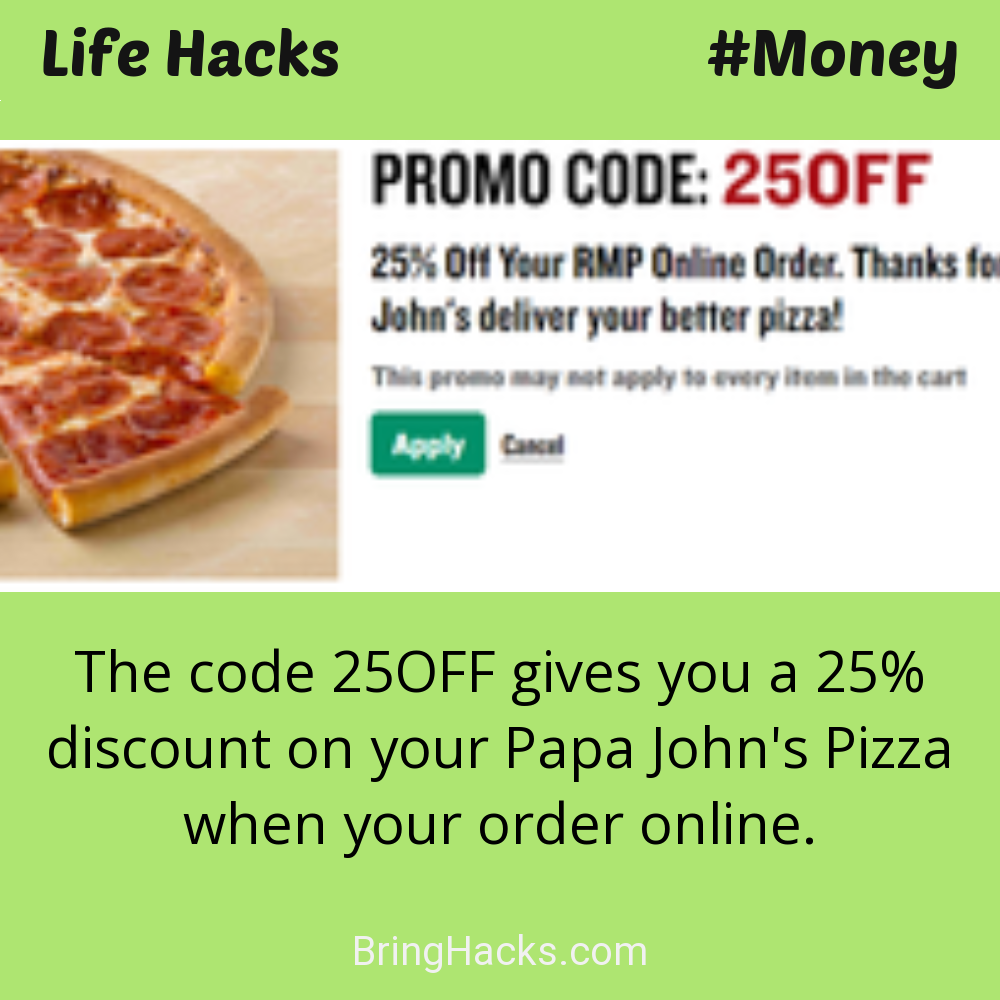 Life Hacks
#Money
PROMO CODE: 25OFF
25% Off Your RMP Online Order. Thanks for
John's deliver your better pizza!
This promo may not apply to every item in the cart
Apply Cancel
The code 25OFF gives you a 25%
discount on your Papa John's Pizza
when your order online.
BringHacks.com